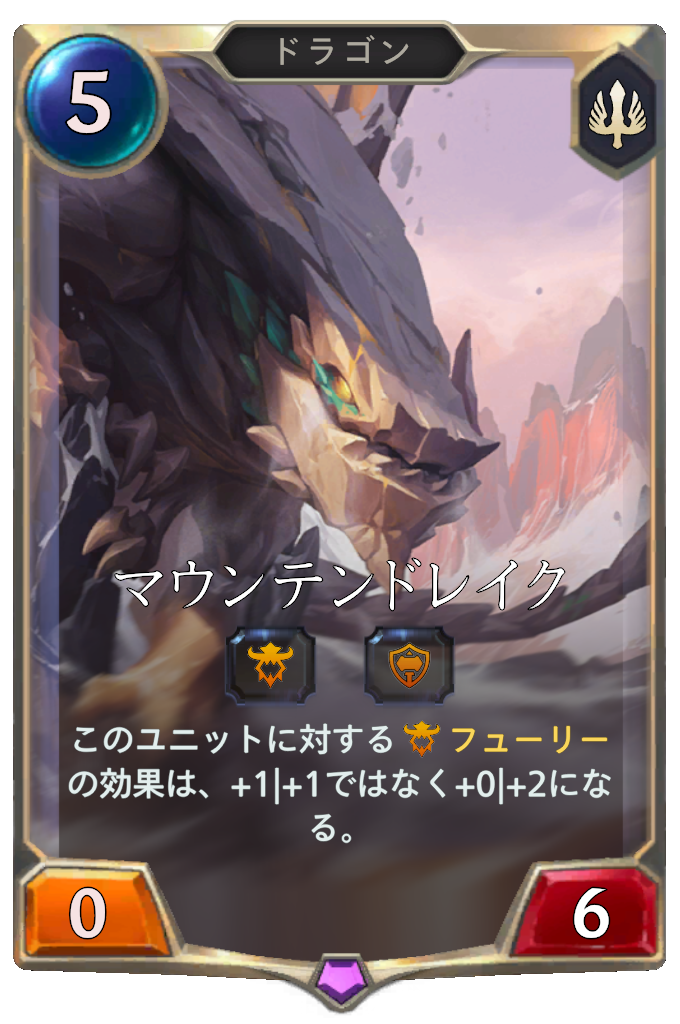 ドラゴン
5
マウンテンドレイク
このユニットに対する フューリー
の効果は、+1|+1ではなく+0|+2にな
る。
0
6